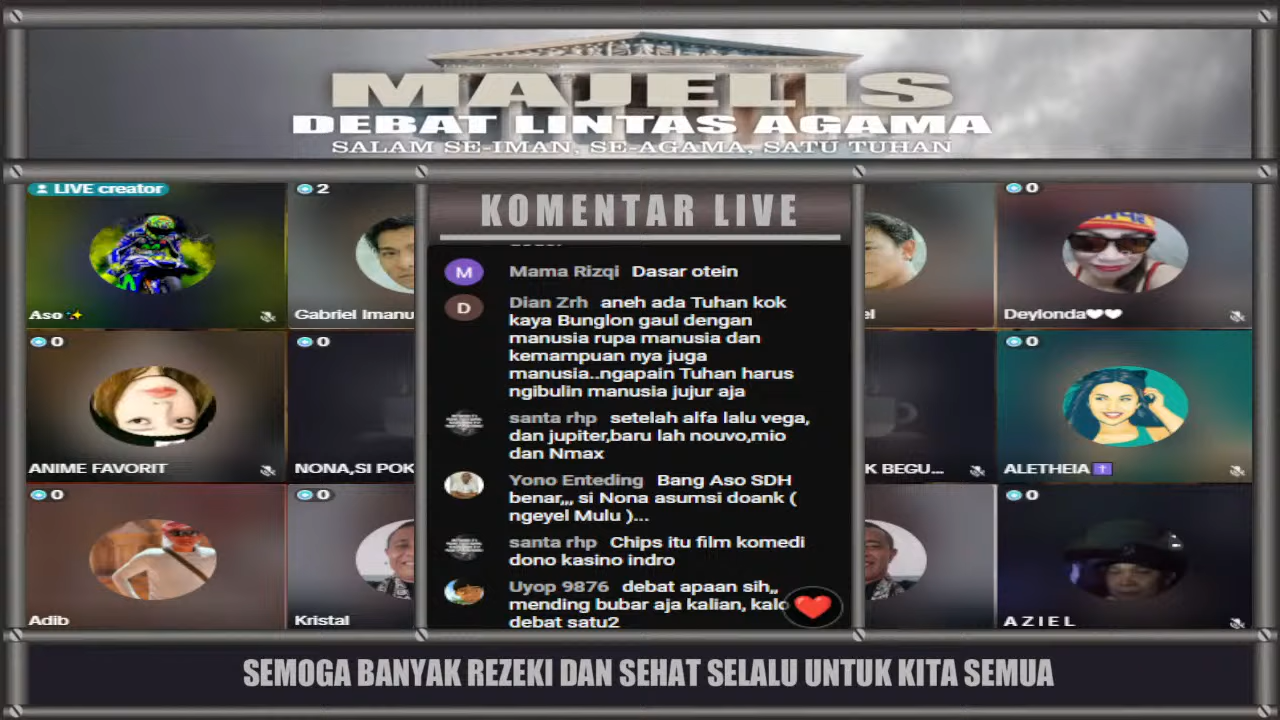 MAJELIS
DEBAT LINTAS AGAMA
SALAM SE-IMAN, SE-AGAMA, SATU TUHAN
LIVE creator
2
0
KOMENTAR LIVE
Aso
Gabriel Imanu
el
Deylonda
Mama Rizqi Dasar otein
Dian Zrh aneh ada Tuhan kok
kaya Bunglon gaul dengan
manusia rupa manusia dan
kemampuan nya juga
manusia..ngapain Tuhan harus
ngibulin manusia jujur aja
santa rhp setelah alfa lalu vega,
dan jupiter,baru lah nouvo,mio
dan Nmax
Yono Enteding Bang Aso SDH
benar,,, si Nona asumsi doank (
ngeyel Mulu )...
santa rhp Chips itu film komedi
dono kasino indro
Uyop 9876 debat apaan sih,,
mending bubar aja kalian, kalo
debat satu2
M
D
0
0
0
ANIME FAVORIT
NONA,SI POK
K BEGU...
ALETHEIA
0
0
0
Adib
Kristal
A Z I E L
SEMOGA BANYAK REZEKI DAN SEHAT SELALU UNTUK KITA SEMUA